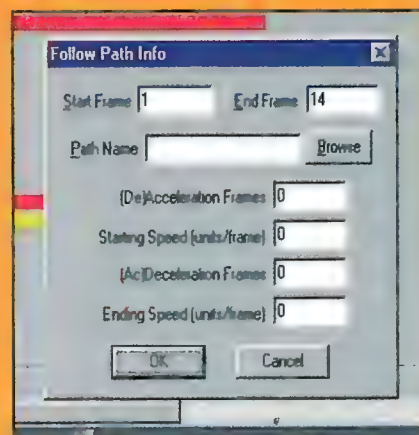 Follow Path Info
Start Frame 1 End Frame 14
Path Name Browse
(De)Acceleration Frames 0
Starting Speed (units/frame) 0
(Ac)Deceleration Frames 0
Ending Speed (units/frame) 0
OK Cancel